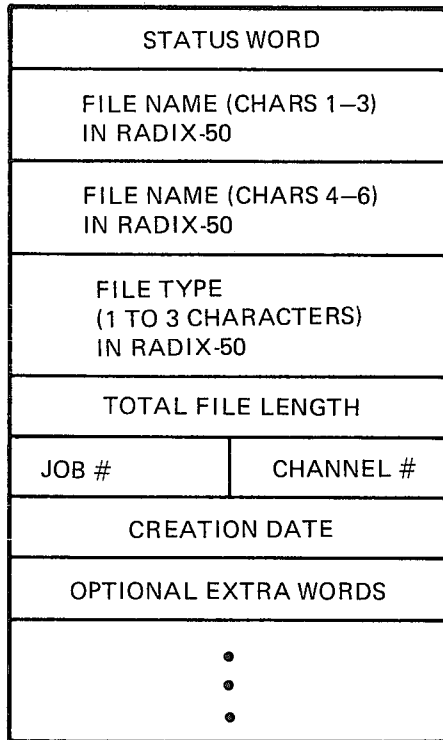 STATUS WORD
FILE NAME (CHARS 1–3)
IN RADIX-50
FILE NAME (CHARS 4–6)
IN RADIX-50
FILE TYPE
(1 TO 3 CHARACTERS)
IN RADIX-50
TOTAL FILE LENGTH
JOB # CHANNEL #
CREATION DATE
OPTIONAL EXTRA WORDS